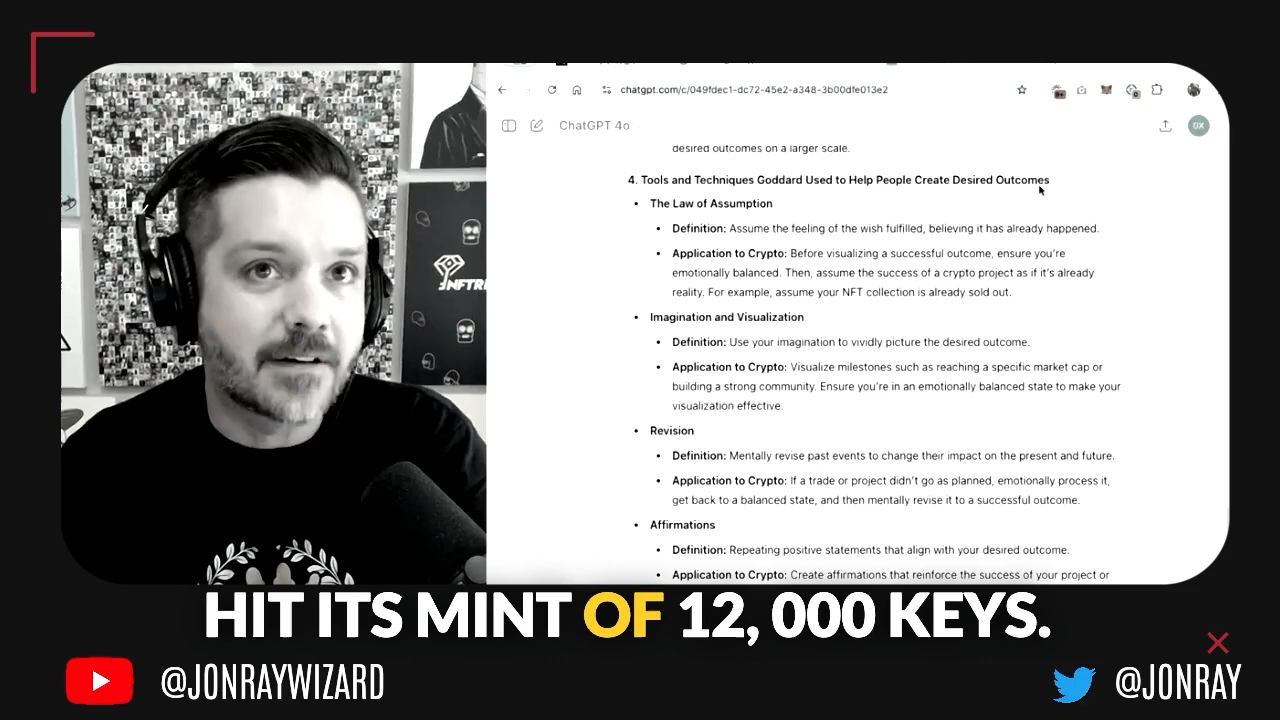 chatgpt.com/c/049fdec1-dc72-45e2-a348-3b00dfe013e2
ChatGPT 4o
OX
desired outcomes on a larger scale.
4. Tools and Techniques Goddard Used to Help People Create Desired Outcomes
• The Law of Assumption
• Definition: Assume the feeling of the wish fulfilled, believing it has already happened.
• Application to Crypto: Before visualizing a successful outcome, ensure you're
emotionally balanced. Then, assume the success of a crypto project as if it's already
reality. For example, assume your NFT collection is already sold out.
• Imagination and Visualization
• Definition: Use your imagination to vividly picture the desired outcome.
• Application to Crypto: Visualize milestones such as reaching a specific market cap or
building a strong community. Ensure you're in an emotionally balanced state to make your
visualization effective.
• Revision
• Definition: Mentally revise past events to change their impact on the present and future.
• Application to Crypto: If a trade or project didn't go as planned, emotionally process it,
get back to a balanced state, and then mentally revise it to a successful outcome.
• Affirmations
• Definition: Repeating positive statements that align with your desired outcome.
• Application to Crypto: Create affirmations that reinforce the success of your project or
HIT ITS MINT OF 12, 000 KEYS.
@JONRAYWIZARD
@JONRAY